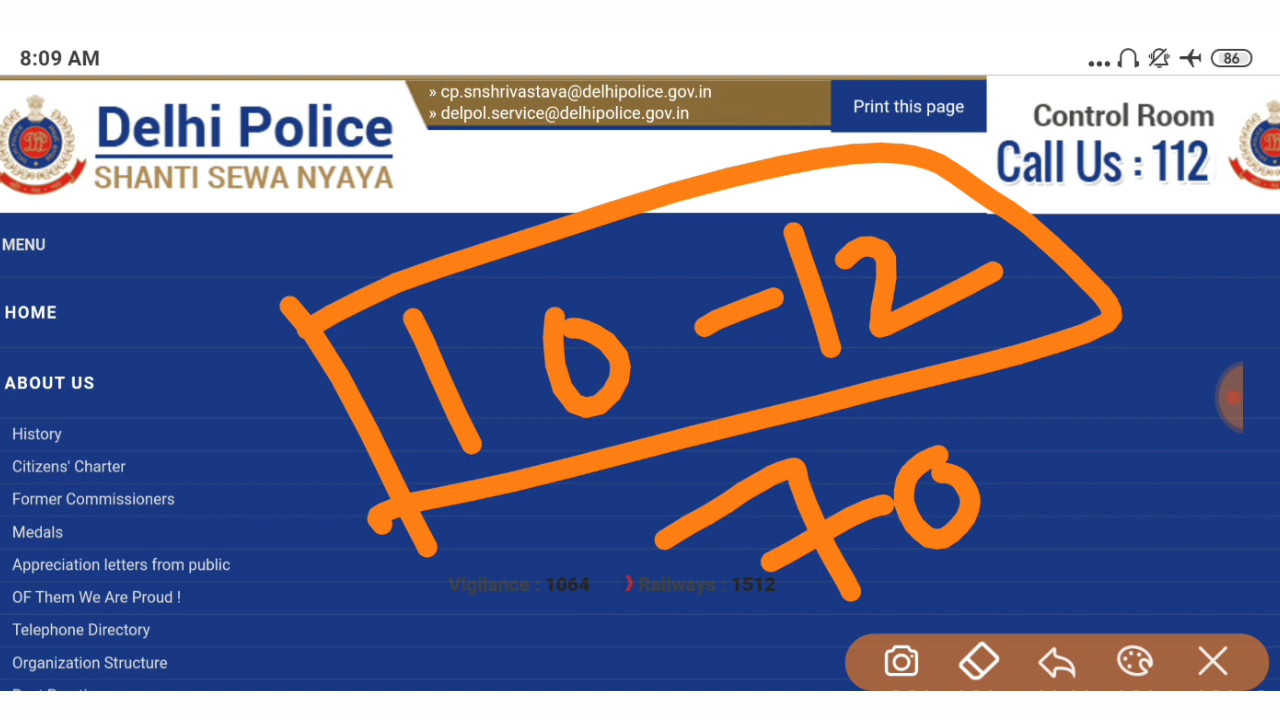 8:09 AM
86
» cp.snshrivastava@delhipolice.gov.in
» delpol.service@delhipolice.gov.in
Print this page
Delhi Police
SHANTI SEWA NYAYA
Control Room
Call Us : 112
MENU
HOME
10-12
ABOUT US
History
Citizens' Charter
70
Former Commissioners
Medals
Appreciation letters from public
Vigilance : 1064
Railways : 1512
OF Them We Are Proud !
Telephone Directory
Organization Structure